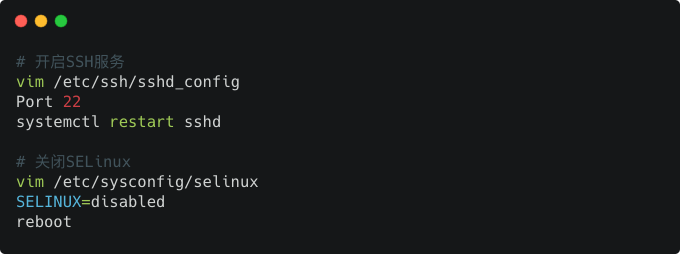 # 开启SSH服务
vim /etc/ssh/sshd_config
Port 22
systemctl restart sshd
# 关闭SELinux
vim /etc/sysconfig/selinux
SELINUX=disabled
reboot